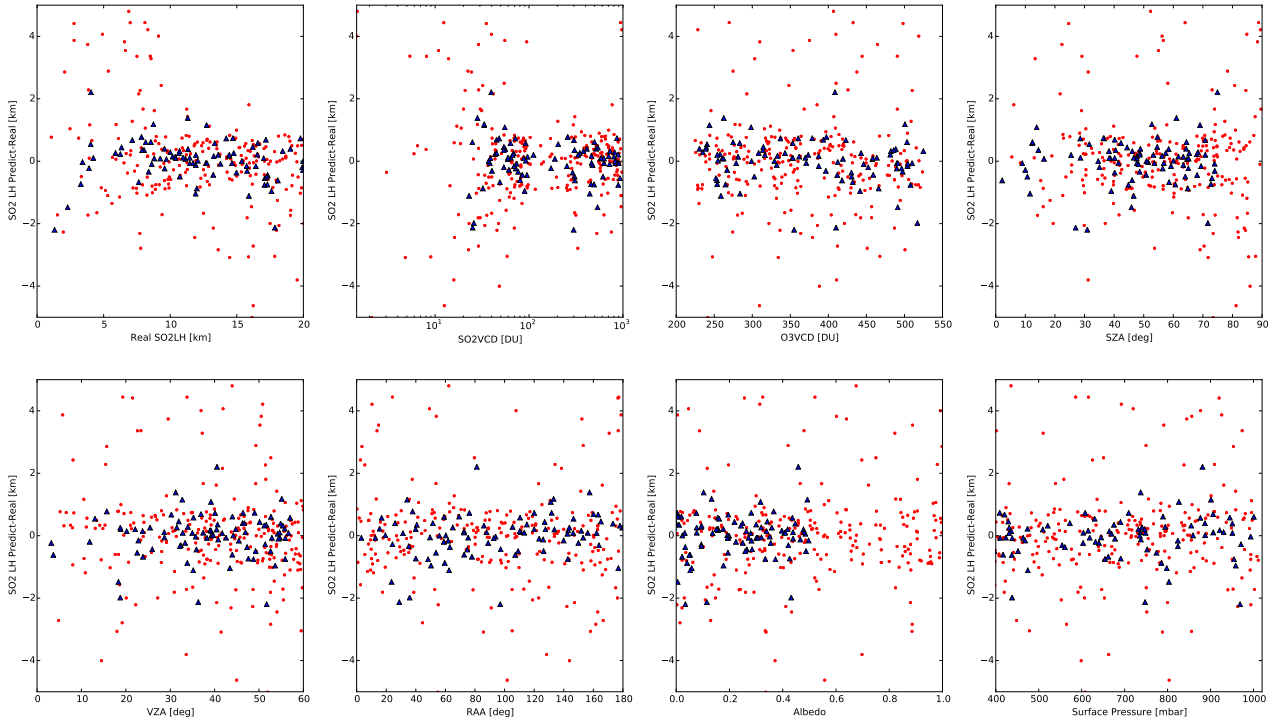 4
2
0
−2
−4
SO2 LH Predict-Real [km]
0 5 10 15 20
Real SO2LH [km]
4
2
0
−2
−4
SO2 LH Predict-Real [km]
10^1 10^2 10^3
SO2VCD [DU]
4
2
0
−2
−4
SO2 LH Predict-Real [km]
200 250 300 350 400 450 500 550
O3VCD [DU]
4
2
0
−2
−4
SO2 LH Predict-Real [km]
0 10 20 30 40 50 60 70 80 90
SZA [deg]
4
2
0
−2
−4
SO2 LH Predict-Real [km]
0 10 20 30 40 50 60
VZA [deg]
4
2
0
−2
−4
SO2 LH Predict-Real [km]
0 20 40 60 80 100 120 140 160 180
RAA [deg]
4
2
0
−2
−4
SO2 LH Predict-Real [km]
0.0 0.2 0.4 0.6 0.8 1.0
Albedo
4
2
0
−2
−4
SO2 LH Predict-Real [km]
400 500 600 700 800 900 1000
Surface Pressure [mbar]